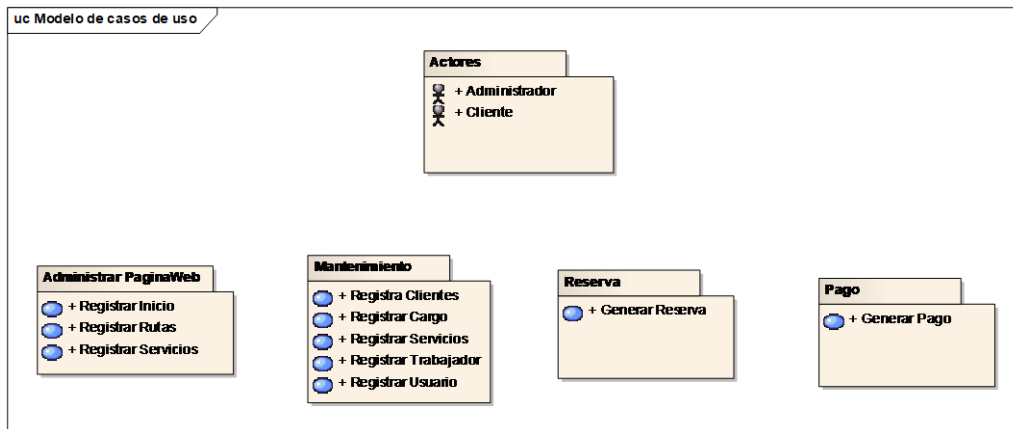 uc Modelo de casos de uso
Actores
+ Administrador
+ Cliente
Administrar PaginaWeb
+ Registrar Inicio
+ Registrar Rutas
+ Registrar Servicios
Mantenimiento
+ Registra Clientes
+ Registrar Cargo
+ Registrar Servicios
+ Registrar Trabajador
+ Registrar Usuario
Reserva
+ Generar Reserva
Pago
+ Generar Pago